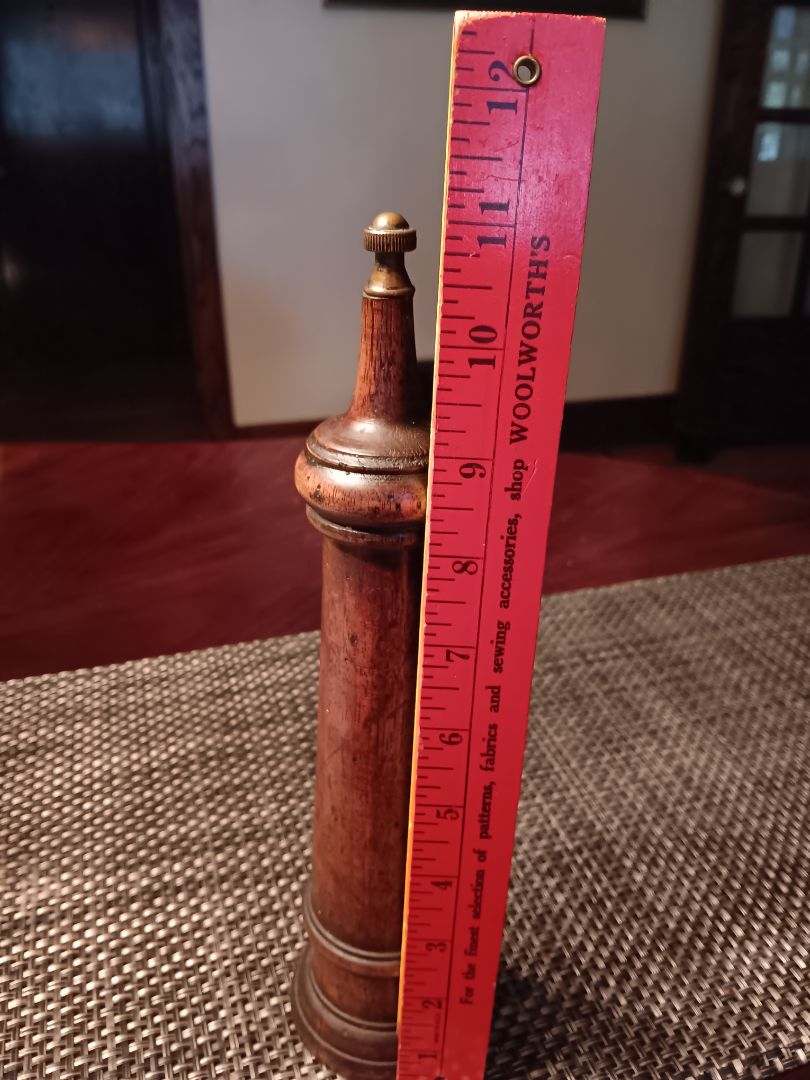 For the finest selection of patterns, fabrics and sewing accessories, shop WOOLWORTH'S
1 2 3 4 5 6 7 8 9 10 11 12